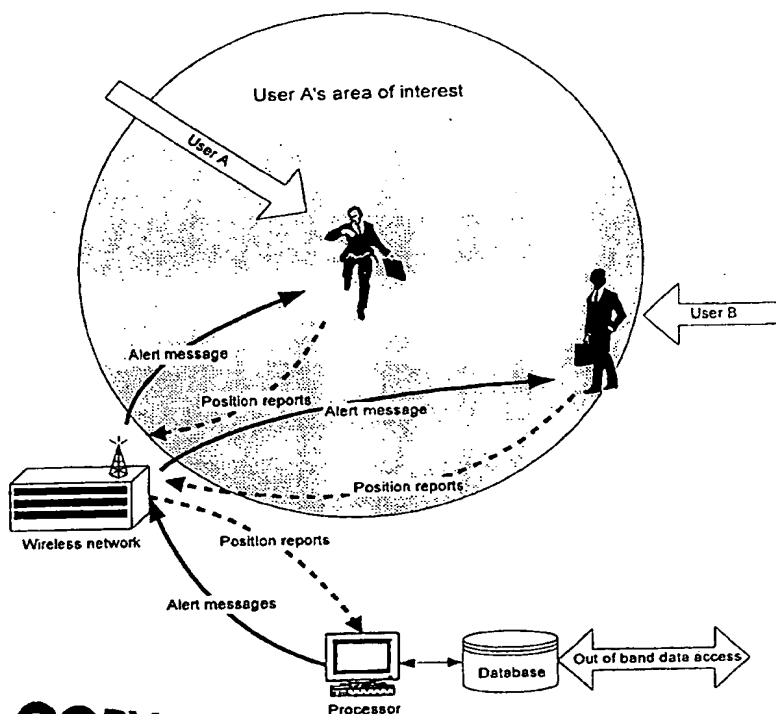 User A's area of interest
User A
User B
Alert message
Position reports
Alert message
Position reports
Wireless network
Position reports
Alert messages
Processor
Database
Out of band data access